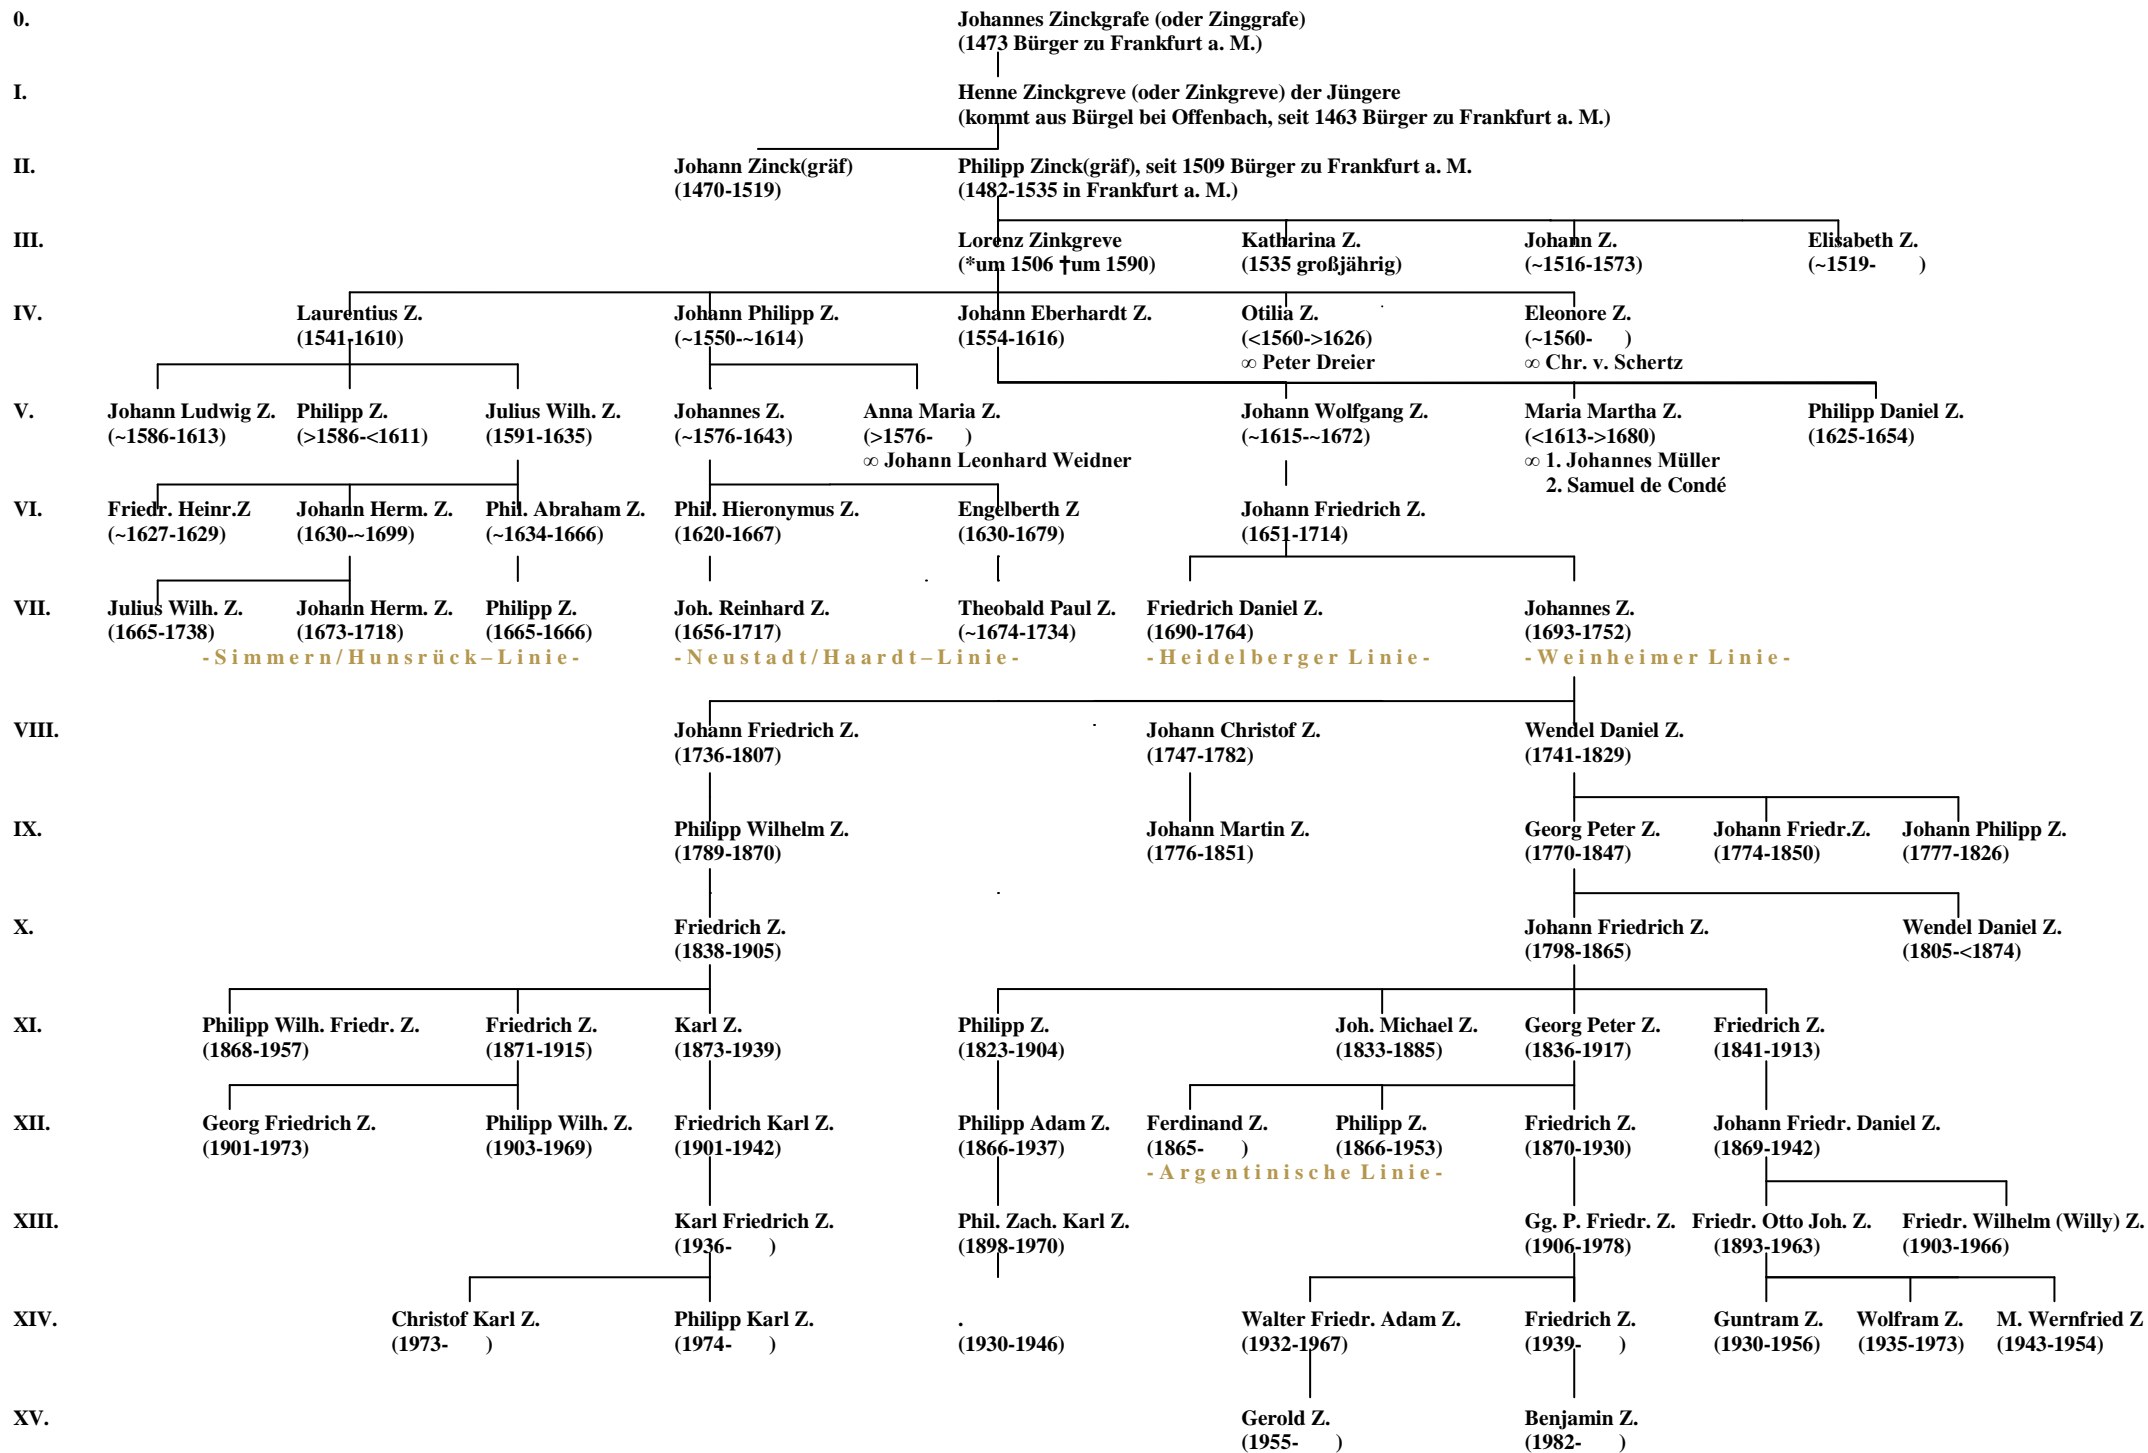 0. Johannes Zinckgrafe (oder Zinggrafe)
(1473 Bürger zu Frankfurt a. M.)
I. Henne Zinckgreve (oder Zinkgreve) der Jüngere
(kommt aus Bürgel bei Offenbach, seit 1463 Bürger zu Frankfurt a. M.)
II. Johann Zinck(gräf) Philipp Zinck(gräf), seit 1509 Bürger zu Frankfurt a. M.
(1470-1519) (1482-1535 in Frankfurt a. M.)
III. Lorenz Zinkgreve Katharina Z. Johann Z. Elisabeth Z.
(*um 1506 †um 1590) (1535 großjährig) (~1516-1573) (~1519- )
IV. Laurentius Z. Johann Philipp Z. Johann Eberhardt Z. Otilia Z. Eleonore Z.
(1541-1610) (~1550-~1614) (1554-1616) (<1560->1626) (~1560- )
∞ Peter Dreier ∞ Chr. v. Schertz
V. Johann Ludwig Z. Philipp Z. Julius Wilh. Z. Johannes Z. Anna Maria Z. Johann Wolfgang Z. Maria Martha Z. Philipp Daniel Z.
(~1586-1613) (>1586-<1611) (1591-1635) (~1576-1643) (>1576- ) (~1615-~1672) (<1613->1680) (1625-1654)
∞ Johann Leonhard Weidner ∞ 1. Johannes Müller
2. Samuel de Condé
VI. Friedr. Heinr.Z Johann Herm. Z. Phil. Abraham Z. Phil. Hieronymus Z. Engelberth Z Johann Friedrich Z.
(~1627-1629) (1630-~1699) (~1634-1666) (1620-1667) (1630-1679) (1651-1714)
VII. Julius Wilh. Z. Johann Herm. Z. Philipp Z. Joh. Reinhard Z. Theobald Paul Z. Friedrich Daniel Z. Johannes Z.
(1665-1738) (1673-1718) (1665-1666) (1656-1717) (~1674-1734) (1690-1764) (1693-1752)
- Simmern/Hunsrück–Linie - - Neustadt/Haardt–Linie - - Heidelberger Linie - - Weinheimer Linie -
VIII. Johann Friedrich Z. Johann Christof Z. Wendel Daniel Z.
(1736-1807) (1747-1782) (1741-1829)
IX. Philipp Wilhelm Z. Johann Martin Z. Georg Peter Z. Johann Friedr.Z. Johann Philipp Z.
(1789-1870) (1776-1851) (1770-1847) (1774-1850) (1777-1826)
X. Friedrich Z. Johann Friedrich Z. Wendel Daniel Z.
(1838-1905) (1798-1865) (1805-<1874)
XI. Philipp Wilh. Friedr. Z. Friedrich Z. Karl Z. Philipp Z. Joh. Michael Z. Georg Peter Z. Friedrich Z.
(1868-1957) (1871-1915) (1873-1939) (1823-1904) (1833-1885) (1836-1917) (1841-1913)
XII. Georg Friedrich Z. Philipp Wilh. Z. Friedrich Karl Z. Philipp Adam Z. Ferdinand Z. Philipp Z. Friedrich Z. Johann Friedr. Daniel Z.
(1901-1973) (1903-1969) (1901-1942) (1866-1937) (1865- ) (1866-1953) (1870-1930) (1869-1942)
- Argentinische Linie -
XIII. Karl Friedrich Z. Phil. Zach. Karl Z. Gg. P. Friedr. Z. Friedr. Otto Joh. Z. Friedr. Wilhelm (Willy) Z.
(1936- ) (1898-1970) (1906-1978) (1893-1963) (1903-1966)
XIV. Christof Karl Z. Philipp Karl Z. . Walter Friedr. Adam Z. Friedrich Z. Guntram Z. Wolfram Z. M. Wernfried Z
(1973- ) (1974- ) (1930-1946) (1932-1967) (1939- ) (1930-1956) (1935-1973) (1943-1954)
XV. Gerold Z. Benjamin Z.
(1955- ) (1982- )